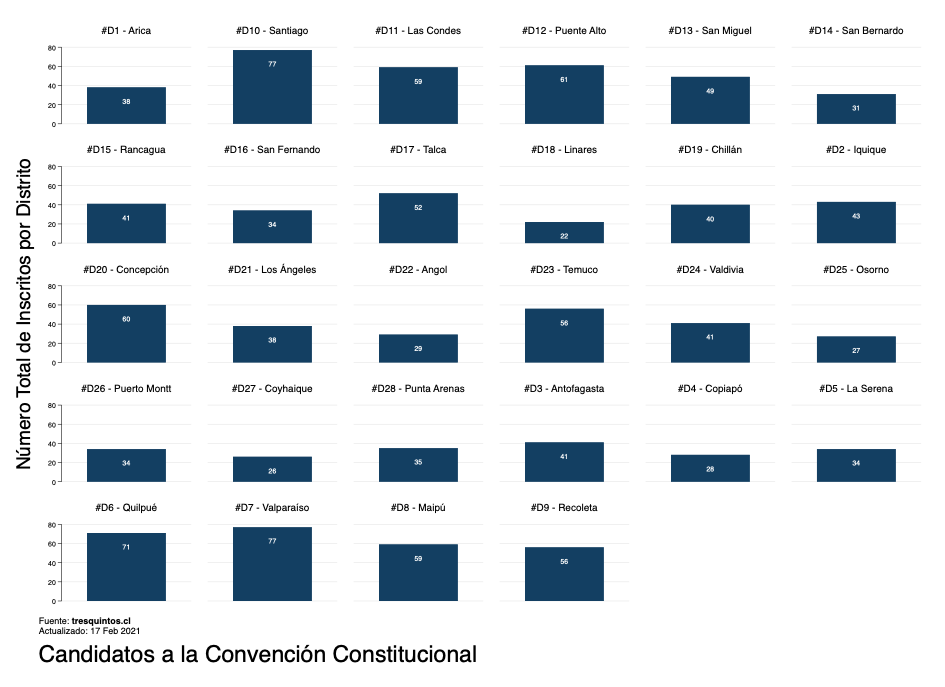 #D1 - Arica #D10 - Santiago #D11 - Las Condes #D12 - Puente Alto #D13 - San Miguel #D14 - San Bernardo
80
60
40
20
0
38 77 59 61 49 31
#D15 - Rancagua #D16 - San Fernando #D17 - Talca #D18 - Linares #D19 - Chillán #D2 - Iquique
80
60
40
20
0
41 34 52 22 40 43
#D20 - Concepción #D21 - Los Ángeles #D22 - Angol #D23 - Temuco #D24 - Valdivia #D25 - Osorno
80
60
40
20
0
60 38 29 56 41 27
#D26 - Puerto Montt #D27 - Coyhaique #D28 - Punta Arenas #D3 - Antofagasta #D4 - Copiapó #D5 - La Serena
80
60
40
20
0
34 26 35 41 28 34
#D6 - Quilpué #D7 - Valparaíso #D8 - Maipú #D9 - Recoleta
80
60
40
20
0
71 77 59 56
Número Total de Inscritos por Distrito
Fuente: tresquintos.cl
Actualizado: 17 Feb 2021
Candidatos a la Convención Constitucional